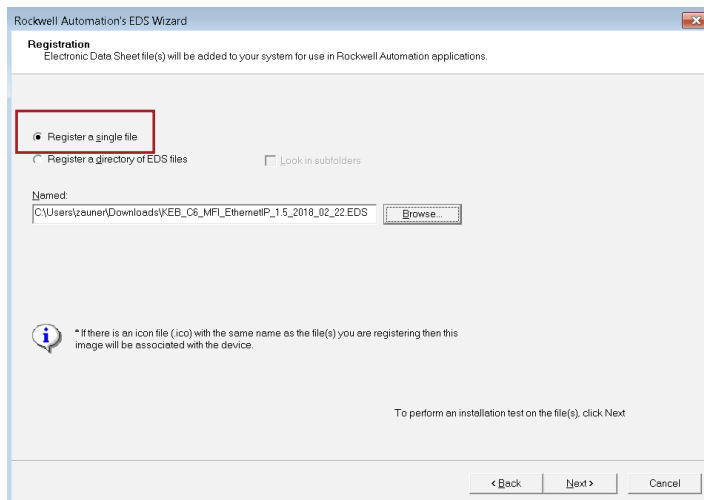 Rockwell Automation's EDS Wizard
Registration
Electronic Data Sheet file(s) will be added to your system for use in Rockwell Automation applications.
Register a single file
Register a directory of EDS files
Look in subfolders
Named:
C:\Users\zauner\Downloads\KEB_C6_MFI_EthernetIP_1.5_2018_02_22.EDS
Browse...
* If there is an icon file (.ico) with the same name as the file(s) you are registering then this
image will be associated with the device.
To perform an installation test on the file(s), click Next
< Back
Next >
Cancel